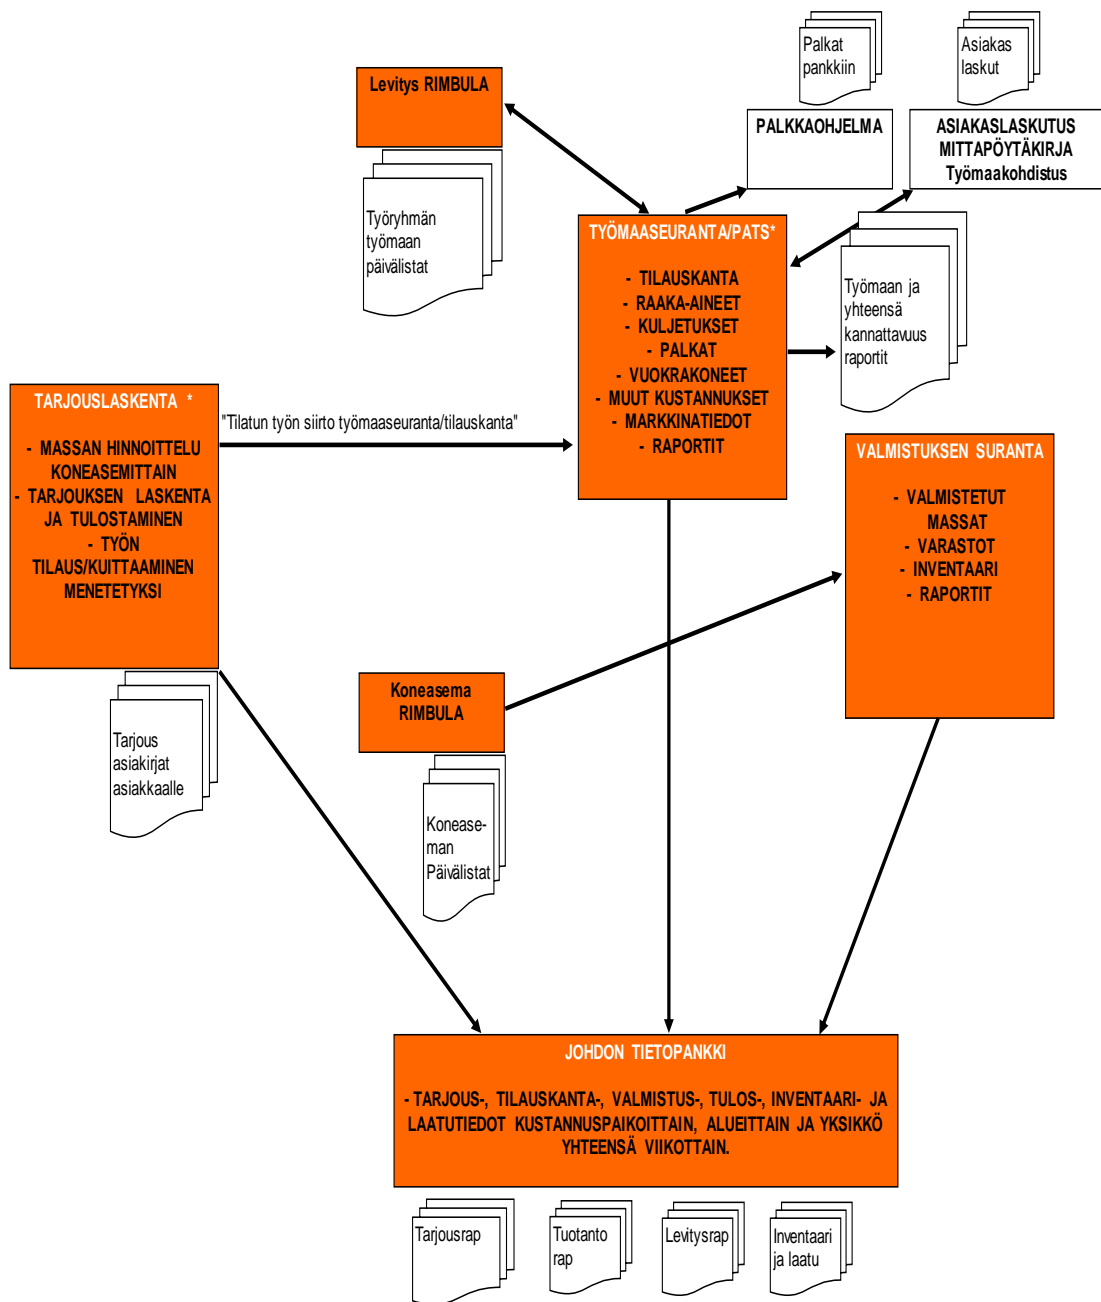 Palkat
pankkiin
Asiakas
laskut
Levitys RIMBULA
PALKKAOHJELMA
ASIAKASLASKUTUS
MITTAPÖYTÄKIRJA
Työmaakohdistus
Työryhmän
työmaan
päivälistat
TYÖMAASEURANTA/PATS*
- TILAUSKANTA
- RAAKA-AINEET
- KULJETUKSET
- PALKAT
- VUOKRAKONEET
- MUUT KUSTANNUKSET
- MARKKINATIEDOT
- RAPORTIT
Työmaan ja
yhteensä
kannattavuus
raportit
TARJOUSLASKENTA *
- MASSAN HINNOITTELU
KONEASEMITTAIN
- TARJOUKSEN LASKENTA
JA TULOSTAMINEN
- TYÖN
TILAUS/KUITTAAMINEN
MENETETYKSI
"Tilatun työn siirto työmaaseuranta/tilauskanta"
VALMISTUKSEN SURANTA
- VALMISTETUT
MASSAT
- VARASTOT
- INVENTAARI
- RAPORTIT
Koneasema
RIMBULA
Tarjous
asiakirjat
asiakkaalle
Konease-
man
Päivälistat
JOHDON TIETOPANKKI
- TARJOUS-, TILAUSKANTA-, VALMISTUS-, TULOS-, INVENTAARI- JA
LAATUTIEDOT KUSTANNUSPAIKOITTAIN, ALUEITTAIN JA YKSIKKÖ
YHTEENSÄ VIIKOTTAIN.
Tarjousrap
Tuotanto
rap
Levitysrap
Inventaari
ja laatu